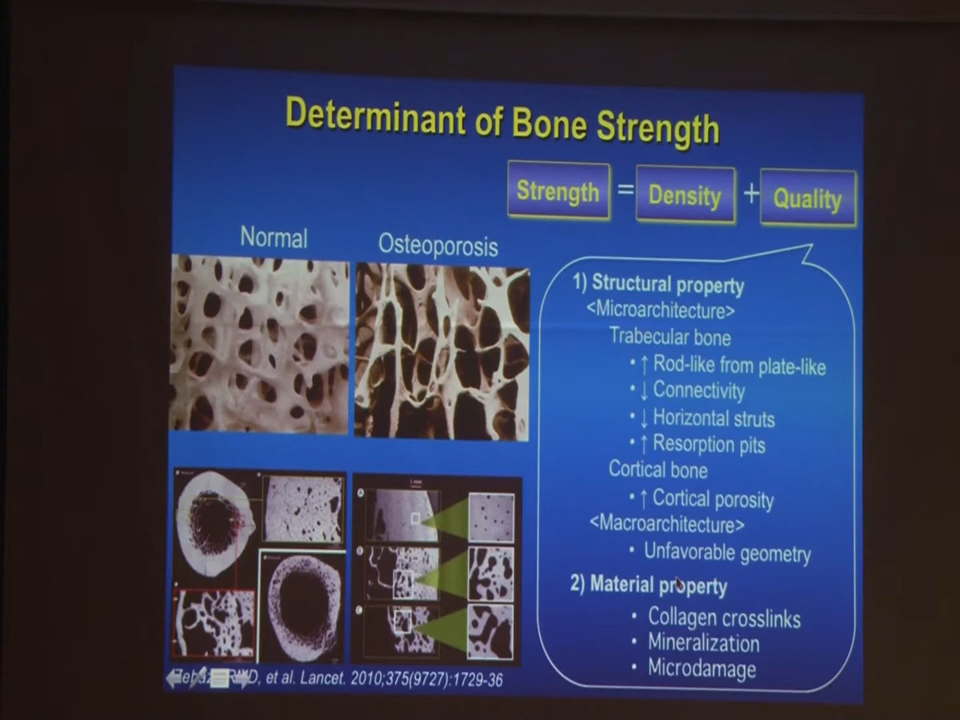 Determinant of Bone Strength
Strength = Density + Quality
Normal
Osteoporosis
1) Structural property
<Microarchitecture>
Trabecular bone
• ↑ Rod-like from plate-like
• ↓ Connectivity
• ↓ Horizontal struts
• ↑ Resorption pits
Cortical bone
• ↑ Cortical porosity
<Macroarchitecture>
• Unfavorable geometry
2) Material property
• Collagen crosslinks
• Mineralization
• Microdamage
A
B
C
et al. Lancet. 2010;375(9727):1729-36